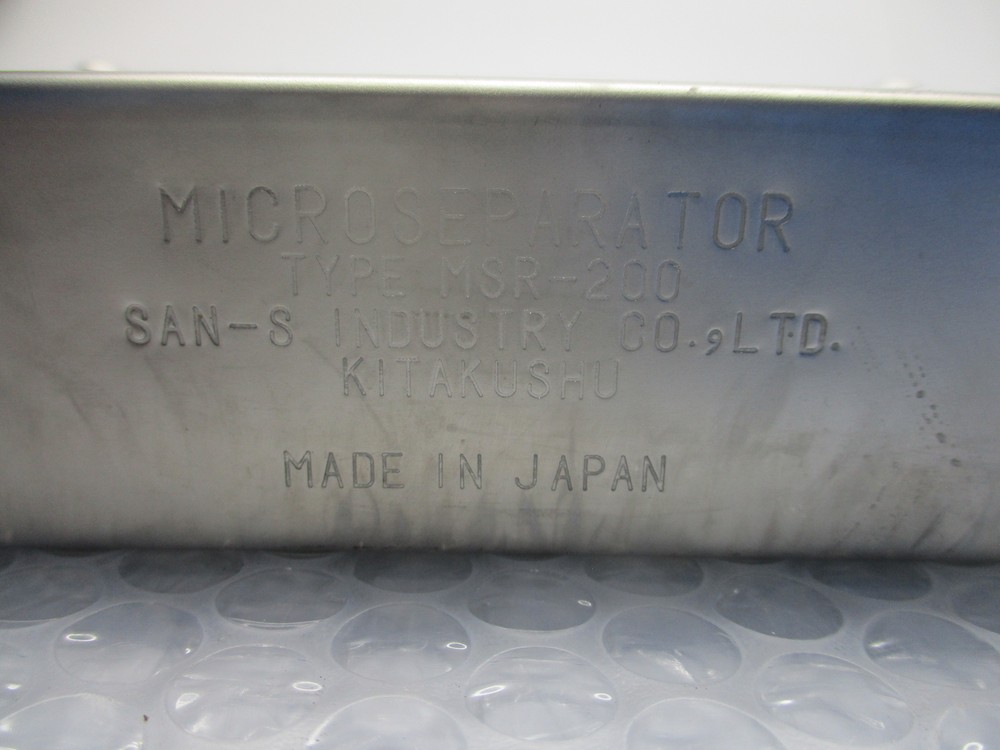 MICROSEPARATOR
TYPE MSR-200
SAN-S INDUSTRY CO.,LTD.
KITAKUSHU
MADE IN JAPAN